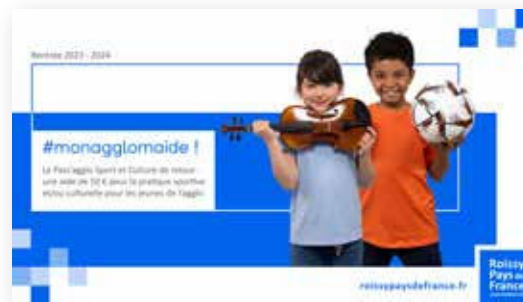 Rentrée 2023 - 2024
#monagglomaide !
Le Pass'agglo Sport et Culture de retour :
une aide de 50 € pour la pratique sportive
et/ou culturelle pour les jeunes de l'agglo.
roissypaysdefrance.fr
Roissy
Pays de
France